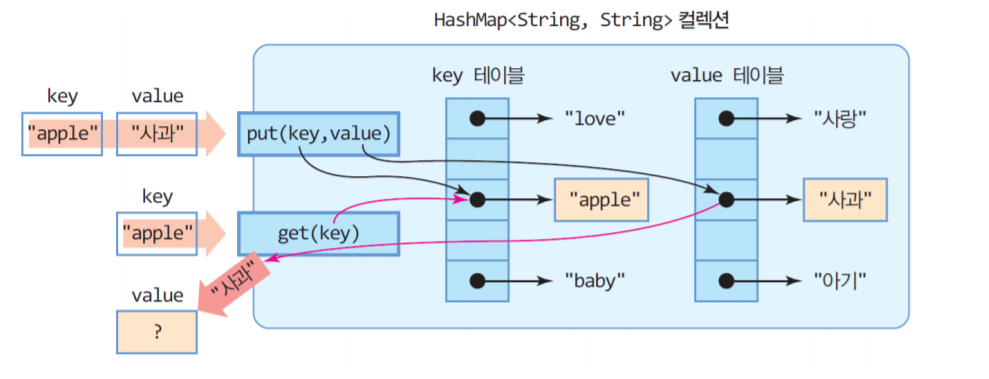 HashMap<String, String> 컬렉션
key 테이블
value 테이블
key
value
"apple"
"사과"
put(key,value)
"love"
"사랑"
key
"apple"
get(key)
"apple"
"사과"
"사과"
"baby"
"아기"
value
?